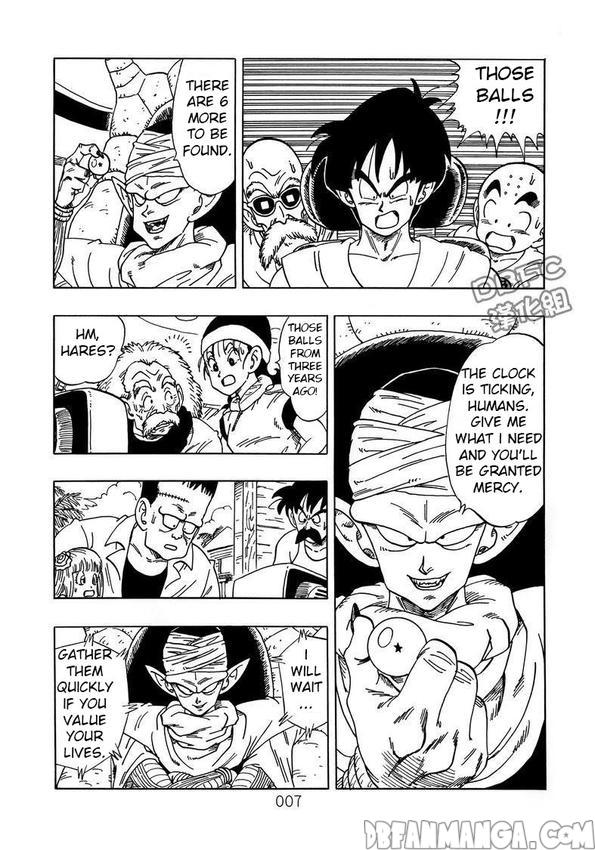 THOSE
BALLS
!!!
THERE
ARE 6
MORE
TO BE
FOUND.
DBFC
漢化組
HM,
HARES?
THOSE
BALLS
FROM
THREE
YEARS
AGO!
THE CLOCK
IS TICKING,
HUMANS.
GIVE ME
WHAT I NEED
AND YOU'LL
BE GRANTED
MERCY.
GATHER
THEM
QUICKLY
IF YOU
VALUE
YOUR
LIVES.
I
WILL
WAIT
...
007
DBFANMANGA.COM